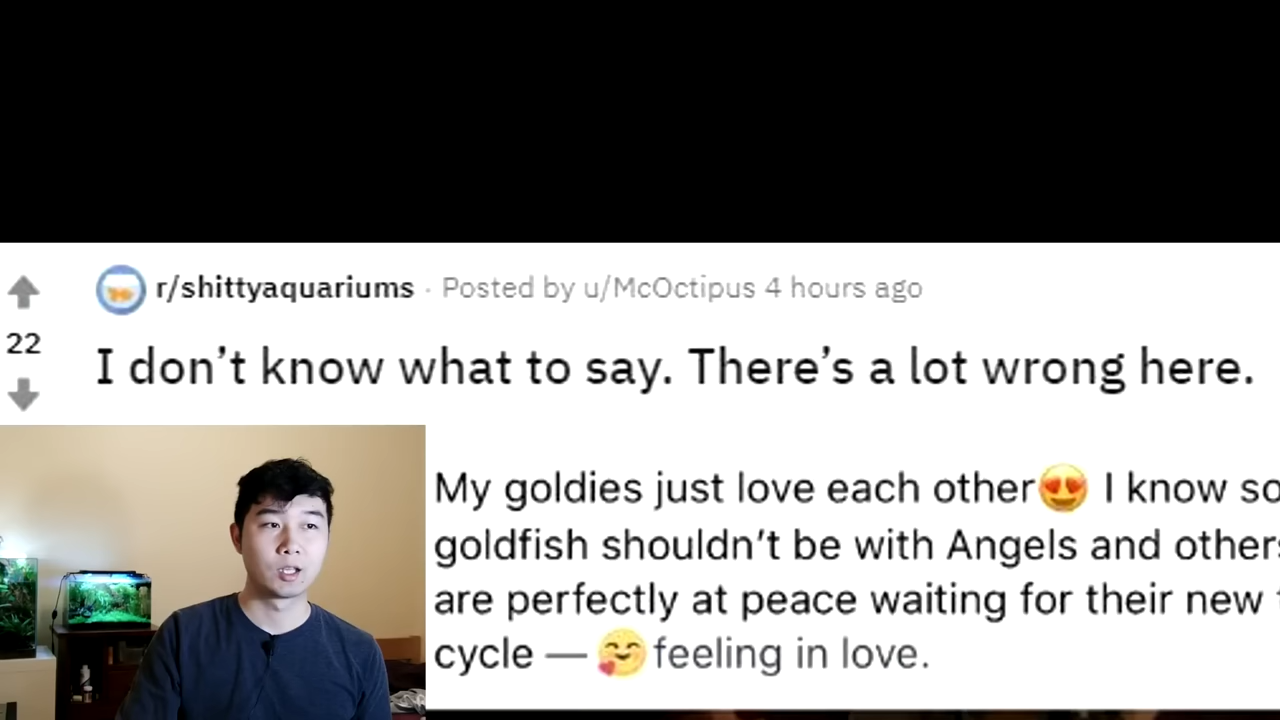 r/shittyaquariums · Posted by u/McOctipus 4 hours ago
22
I don’t know what to say. There’s a lot wrong here.
My goldies just love each other😍 I know
goldfish shouldn’t be with Angels and others
are perfectly at peace waiting for their new
cycle — 🥰 feeling in love.